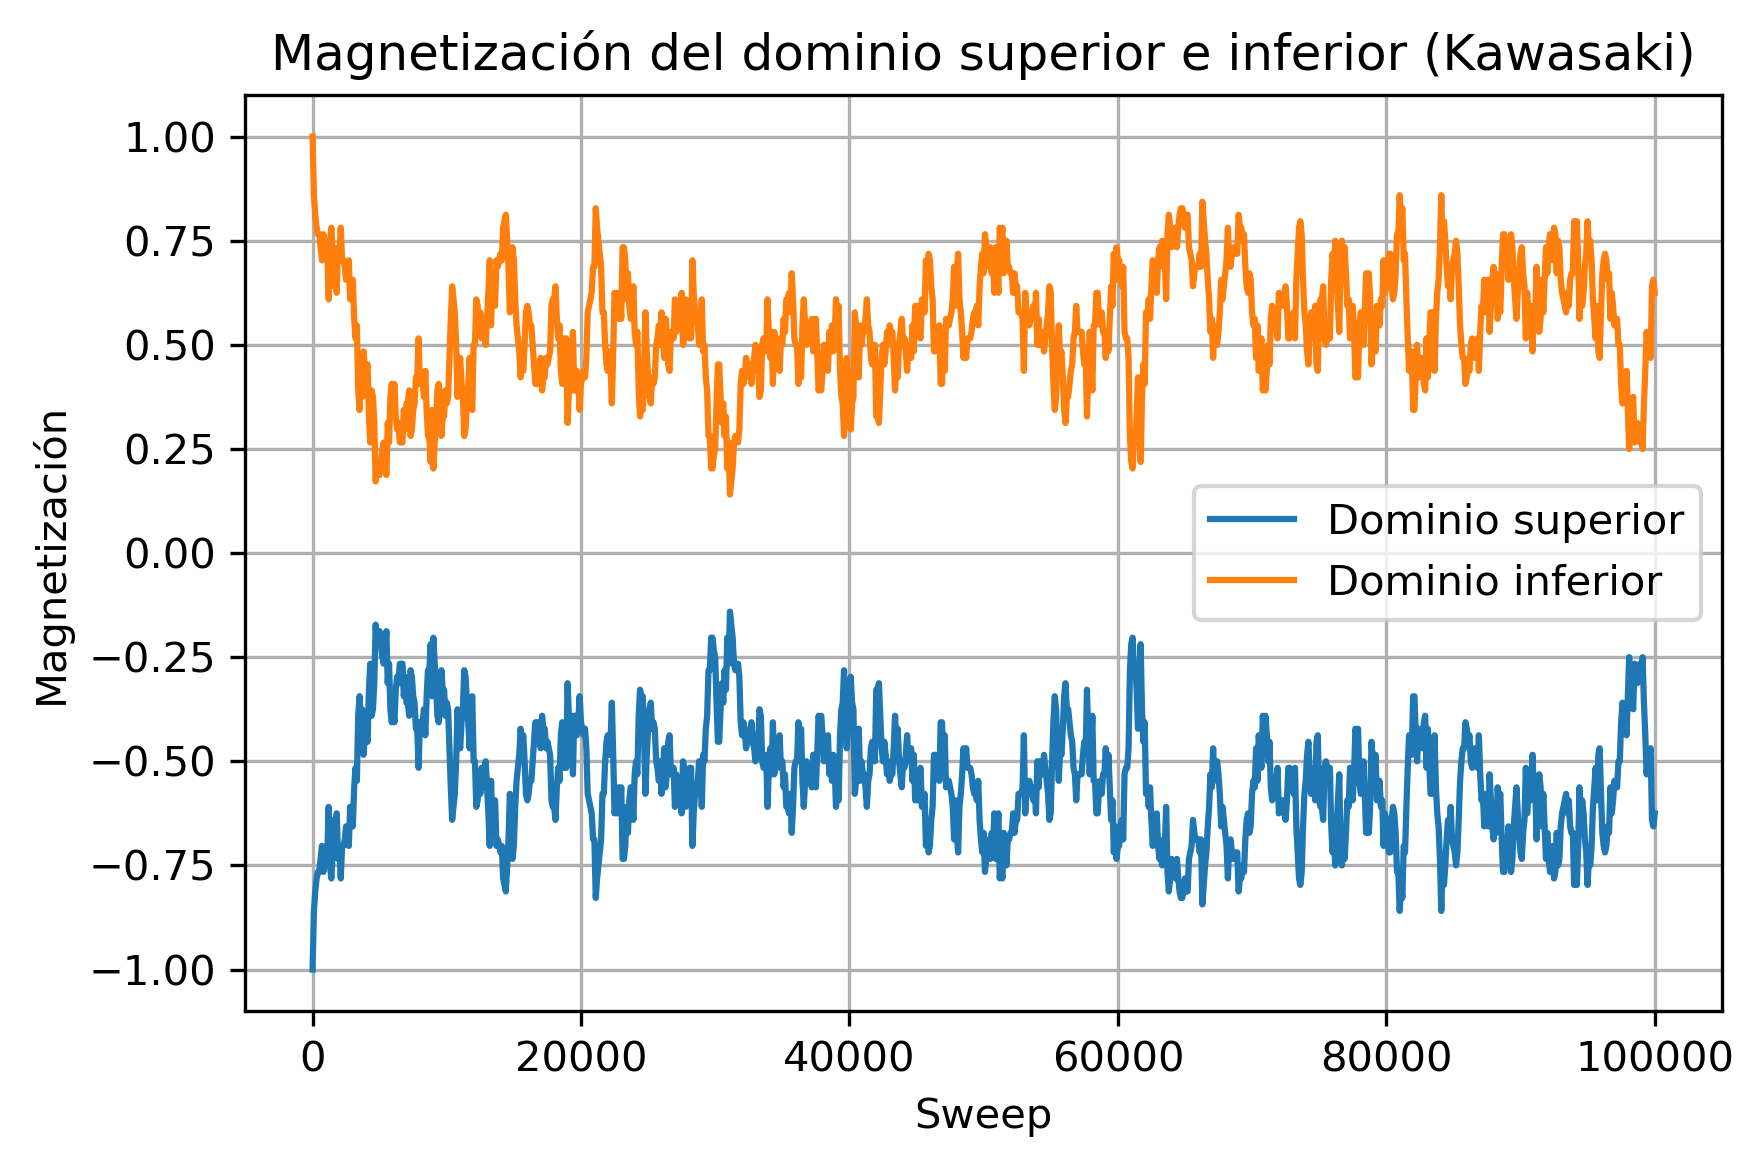 Magnetización del dominio superior e inferior (Kawasaki)
1.00
0.75
0.50
0.25
0.00
−0.25
−0.50
−0.75
−1.00
Magnetización
Dominio superior
Dominio inferior
0 20000 40000 60000 80000 100000
Sweep